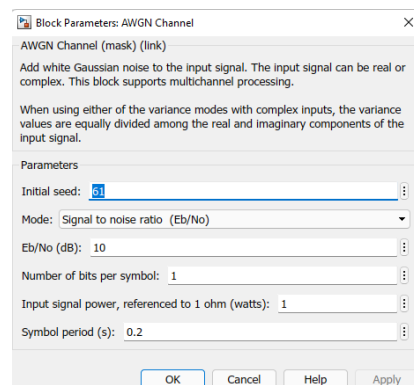 Block Parameters: AWGN Channel
AWGN Channel (mask) (link)
Add white Gaussian noise to the input signal. The input signal can be real or
complex. This block supports multichannel processing.
When using either of the variance modes with complex inputs, the variance
values are equally divided among the real and imaginary components of the
input signal.
Parameters
Initial seed: 61
Mode: Signal to noise ratio (Eb/No)
Eb/No (dB): 10
Number of bits per symbol: 1
Input signal power, referenced to 1 ohm (watts): 1
Symbol period (s): 0.2
OK Cancel Help Apply